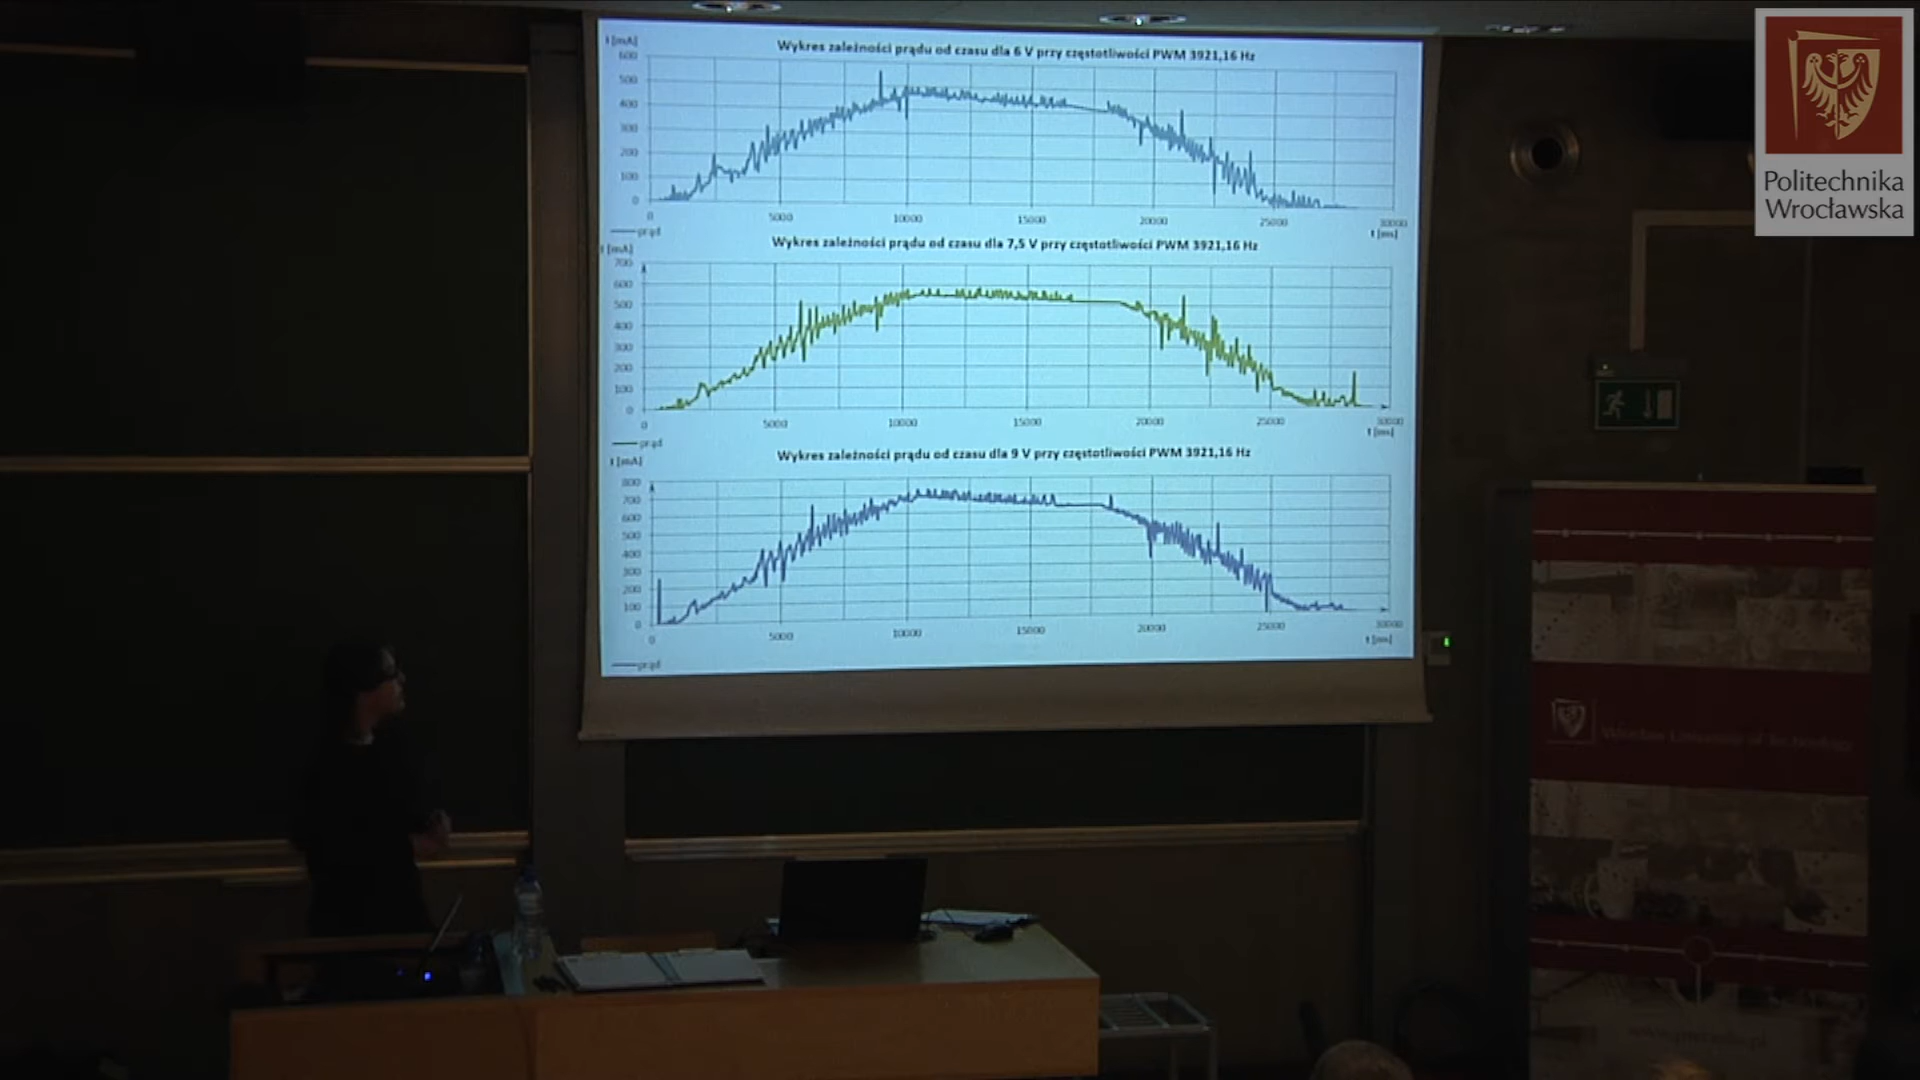 Politechnika
Wrocławska
Wykres zależności prądu od czasu dla 6 V przy częstotliwości PWM 3921,16 Hz
I [mA]
600
500
400
300
200
100
0
0 5000 10000 15000 20000 25000 30000
t [ms]
prąd
Wykres zależności prądu od czasu dla 7,5 V przy częstotliwości PWM 3921,16 Hz
I [mA]
700
600
500
400
300
200
100
0
0 5000 10000 15000 20000 25000 30000
t [ms]
prąd
Wykres zależności prądu od czasu dla 9 V przy częstotliwości PWM 3921,16 Hz
I [mA]
800
700
600
500
400
300
200
100
0
0 5000 10000 15000 20000 25000 30000
t [ms]
prąd
Wrocław University of Technology